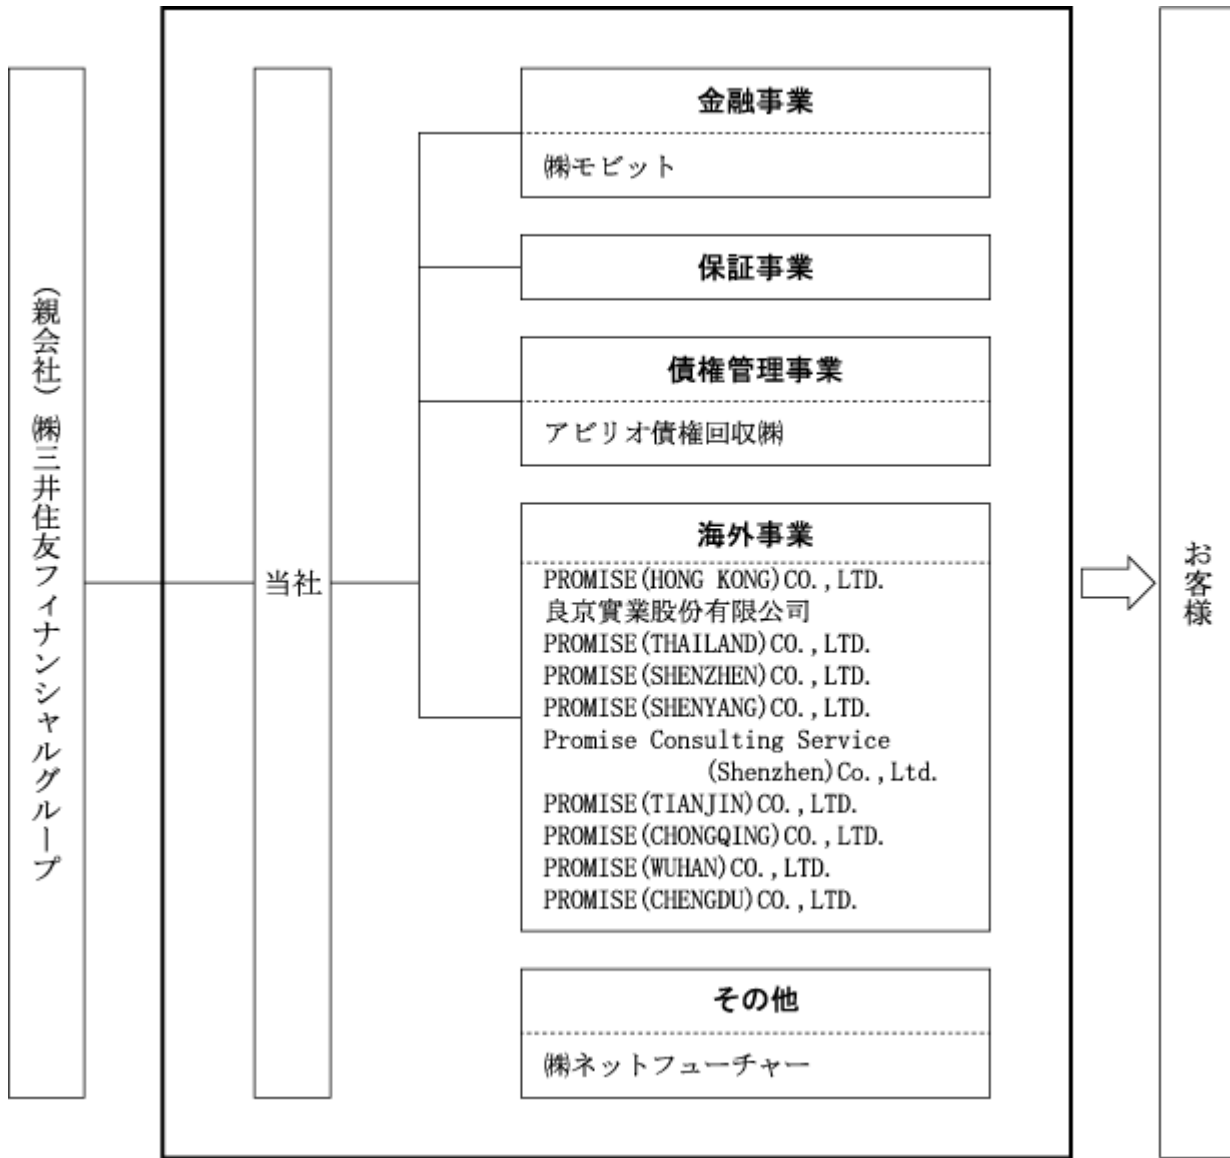 （親会社）㈱三井住友フィナンシャルグループ
当社
金融事業
㈱モビット
保証事業
債権管理事業
アビリオ債権回収㈱
海外事業
PROMISE(HONG KONG)CO.,LTD.
良京實業股份有限公司
PROMISE(THAILAND)CO.,LTD.
PROMISE(SHENZHEN)CO.,LTD.
PROMISE(SHENYANG)CO.,LTD.
Promise Consulting Service
(Shenzhen)Co.,Ltd.
PROMISE(TIANJIN)CO.,LTD.
PROMISE(CHONGQING)CO.,LTD.
PROMISE(WUHAN)CO.,LTD.
PROMISE(CHENGDU)CO.,LTD.
その他
㈱ネットフューチャー
お客様